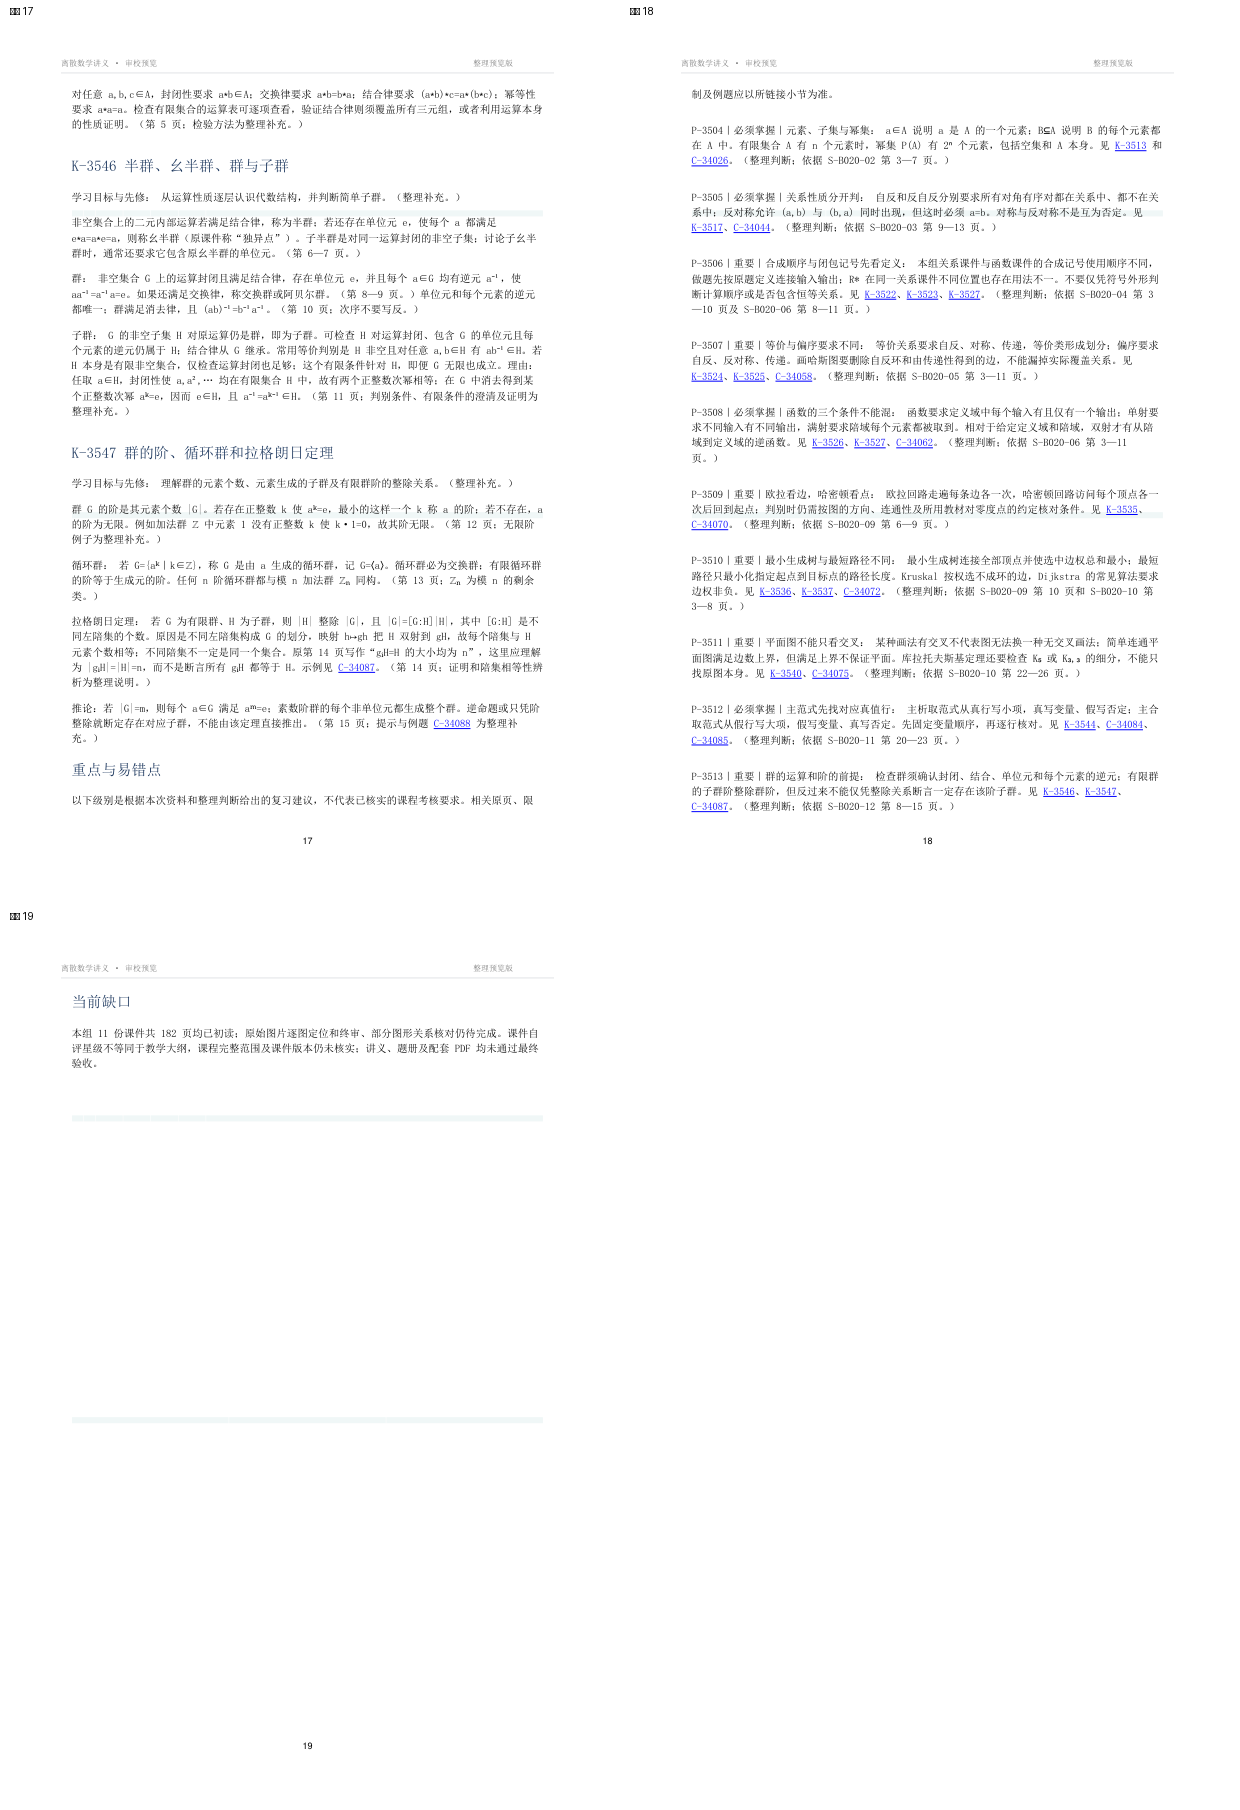 17
离散数学讲义 · 审校预览
整理预览版
对任意 a,b,c∈A，封闭性要求 a*b∈A；交换律要求 a*b=b*a；结合律要求 (a*b)*c=a*(b*c)；幂等性
要求 a*a=a。检查有限集合的运算表可逐项查看，验证结合律则须覆盖所有三元组，或者利用运算本身
的性质证明。（第 5 页；检验方法为整理补充。）
K-3546 半群、幺半群、群与子群
学习目标与先修： 从运算性质逐层认识代数结构，并判断简单子群。（整理补充。）
非空集合上的二元内部运算若满足结合律，称为半群；若还存在单位元 e，使每个 a 都满足
e*a=a*e=a，则称幺半群（原课件称“独异点”）。子半群是对同一运算封闭的非空子集；讨论子幺半
群时，通常还要求它包含原幺半群的单位元。（第 6—7 页。）
群： 非空集合 G 上的运算封闭且满足结合律，存在单位元 e，并且每个 a∈G 均有逆元 a⁻¹，使
aa⁻¹=a⁻¹a=e。如果还满足交换律，称交换群或阿贝尔群。（第 8—9 页。）单位元和每个元素的逆元
都唯一；群满足消去律，且 (ab)⁻¹=b⁻¹a⁻¹。（第 10 页；次序不要写反。）
子群： G 的非空子集 H 对原运算仍是群，即为子群。可检查 H 对运算封闭、包含 G 的单位元且每
个元素的逆元仍属于 H；结合律从 G 继承。常用等价判别是 H 非空且对任意 a,b∈H 有 ab⁻¹∈H。若
H 本身是有限非空集合，仅检查运算封闭也足够；这个有限条件针对 H，即便 G 无限也成立。理由：
任取 a∈H，封闭性使 a,a²,… 均在有限集合 H 中，故有两个正整数次幂相等；在 G 中消去得到某
个正整数次幂 aᵏ=e，因而 e∈H，且 a⁻¹=aᵏ⁻¹∈H。（第 11 页；判别条件、有限条件的澄清及证明为
整理补充。）
K-3547 群的阶、循环群和拉格朗日定理
学习目标与先修： 理解群的元素个数、元素生成的子群及有限群阶的整除关系。（整理补充。）
群 G 的阶是其元素个数 |G|。若存在正整数 k 使 aᵏ=e，最小的这样一个 k 称 a 的阶；若不存在，a
的阶为无限。例如加法群 ℤ 中元素 1 没有正整数 k 使 k·1=0，故其阶无限。（第 12 页；无限阶
例子为整理补充。）
循环群： 若 G={aᵏ｜k∈ℤ}，称 G 是由 a 生成的循环群，记 G=⟨a⟩。循环群必为交换群；有限循环群
的阶等于生成元的阶。任何 n 阶循环群都与模 n 加法群 ℤₙ 同构。（第 13 页；ℤₙ 为模 n 的剩余
类。）
拉格朗日定理： 若 G 为有限群、H 为子群，则 |H| 整除 |G|，且 |G|=[G:H]|H|，其中 [G:H] 是不
同左陪集的个数。原因是不同左陪集构成 G 的划分，映射 h↦gh 把 H 双射到 gH，故每个陪集与 H
元素个数相等；不同陪集不一定是同一个集合。原第 14 页写作“gᵢH=H 的大小均为 n”，这里应理解
为 |gᵢH|=|H|=n，而不是断言所有 gᵢH 都等于 H。示例见 C-34087。（第 14 页；证明和陪集相等性辨
析为整理说明。）
推论：若 |G|=m，则每个 a∈G 满足 aᵐ=e；素数阶群的每个非单位元都生成整个群。逆命题或只凭阶
整除就断定存在对应子群，不能由该定理直接推出。（第 15 页；提示与例题 C-34088 为整理补
充。）
重点与易错点
以下级别是根据本次资料和整理判断给出的复习建议，不代表已核实的课程考核要求。相关原页、限
17
18
离散数学讲义 · 审校预览
整理预览版
制及例题应以所链接小节为准。
P-3504｜必须掌握｜元素、子集与幂集： a∈A 说明 a 是 A 的一个元素；B⊆A 说明 B 的每个元素都
在 A 中。有限集合 A 有 n 个元素时，幂集 P(A) 有 2ⁿ 个元素，包括空集和 A 本身。见 K-3513 和
C-34026。（整理判断；依据 S-B020-02 第 3—7 页。）
P-3505｜必须掌握｜关系性质分开判： 自反和反自反分别要求所有对角有序对都在关系中、都不在关
系中；反对称允许 (a,b) 与 (b,a) 同时出现，但这时必须 a=b。对称与反对称不是互为否定。见
K-3517、C-34044。（整理判断；依据 S-B020-03 第 9—13 页。）
P-3506｜重要｜合成顺序与闭包记号先看定义： 本组关系课件与函数课件的合成记号使用顺序不同，
做题先按原题定义连接输入输出；R* 在同一关系课件不同位置也存在用法不一。不要仅凭符号外形判
断计算顺序或是否包含恒等关系。见 K-3522、K-3523、K-3527。（整理判断；依据 S-B020-04 第 3
—10 页及 S-B020-06 第 8—11 页。）
P-3507｜重要｜等价与偏序要求不同： 等价关系要求自反、对称、传递，等价类形成划分；偏序要求
自反、反对称、传递。画哈斯图要删除自反环和由传递性得到的边，不能漏掉实际覆盖关系。见
K-3524、K-3525、C-34058。（整理判断；依据 S-B020-05 第 3—11 页。）
P-3508｜必须掌握｜函数的三个条件不能混： 函数要求定义域中每个输入有且仅有一个输出；单射要
求不同输入有不同输出，满射要求陪域每个元素都被取到。相对于给定定义域和陪域，双射才有从陪
域到定义域的逆函数。见 K-3526、K-3527、C-34062。（整理判断；依据 S-B020-06 第 3—11
页。）
P-3509｜重要｜欧拉看边，哈密顿看点： 欧拉回路走遍每条边各一次，哈密顿回路访问每个顶点各一
次后回到起点；判别时仍需按图的方向、连通性及所用教材对零度点的约定核对条件。见 K-3535、
C-34070。（整理判断；依据 S-B020-09 第 6—9 页。）
P-3510｜重要｜最小生成树与最短路径不同： 最小生成树连接全部顶点并使选中边权总和最小；最短
路径只最小化指定起点到目标点的路径长度。Kruskal 按权选不成环的边，Dijkstra 的常见算法要求
边权非负。见 K-3536、K-3537、C-34072。（整理判断；依据 S-B020-09 第 10 页和 S-B020-10 第
3—8 页。）
P-3511｜重要｜平面图不能只看交叉： 某种画法有交叉不代表图无法换一种无交叉画法；简单连通平
面图满足边数上界，但满足上界不保证平面。库拉托夫斯基定理还要检查 K₅ 或 K₃,₃ 的细分，不能只
找原图本身。见 K-3540、C-34075。（整理判断；依据 S-B020-10 第 22—26 页。）
P-3512｜必须掌握｜主范式先找对应真值行： 主析取范式从真行写小项，真写变量、假写否定；主合
取范式从假行写大项，假写变量、真写否定。先固定变量顺序，再逐行核对。见 K-3544、C-34084、
C-34085。（整理判断；依据 S-B020-11 第 20—23 页。）
P-3513｜重要｜群的运算和阶的前提： 检查群须确认封闭、结合、单位元和每个元素的逆元；有限群
的子群阶整除群阶，但反过来不能仅凭整除关系断言一定存在该阶子群。见 K-3546、K-3547、
C-34087。（整理判断；依据 S-B020-12 第 8—15 页。）
18
19
离散数学讲义 · 审校预览
整理预览版
当前缺口
本组 11 份课件共 182 页均已初读；原始图片逐图定位和终审、部分图形关系核对仍待完成。课件自
评星级不等同于教学大纲，课程完整范围及课件版本仍未核实；讲义、题册及配套 PDF 均未通过最终
验收。
19